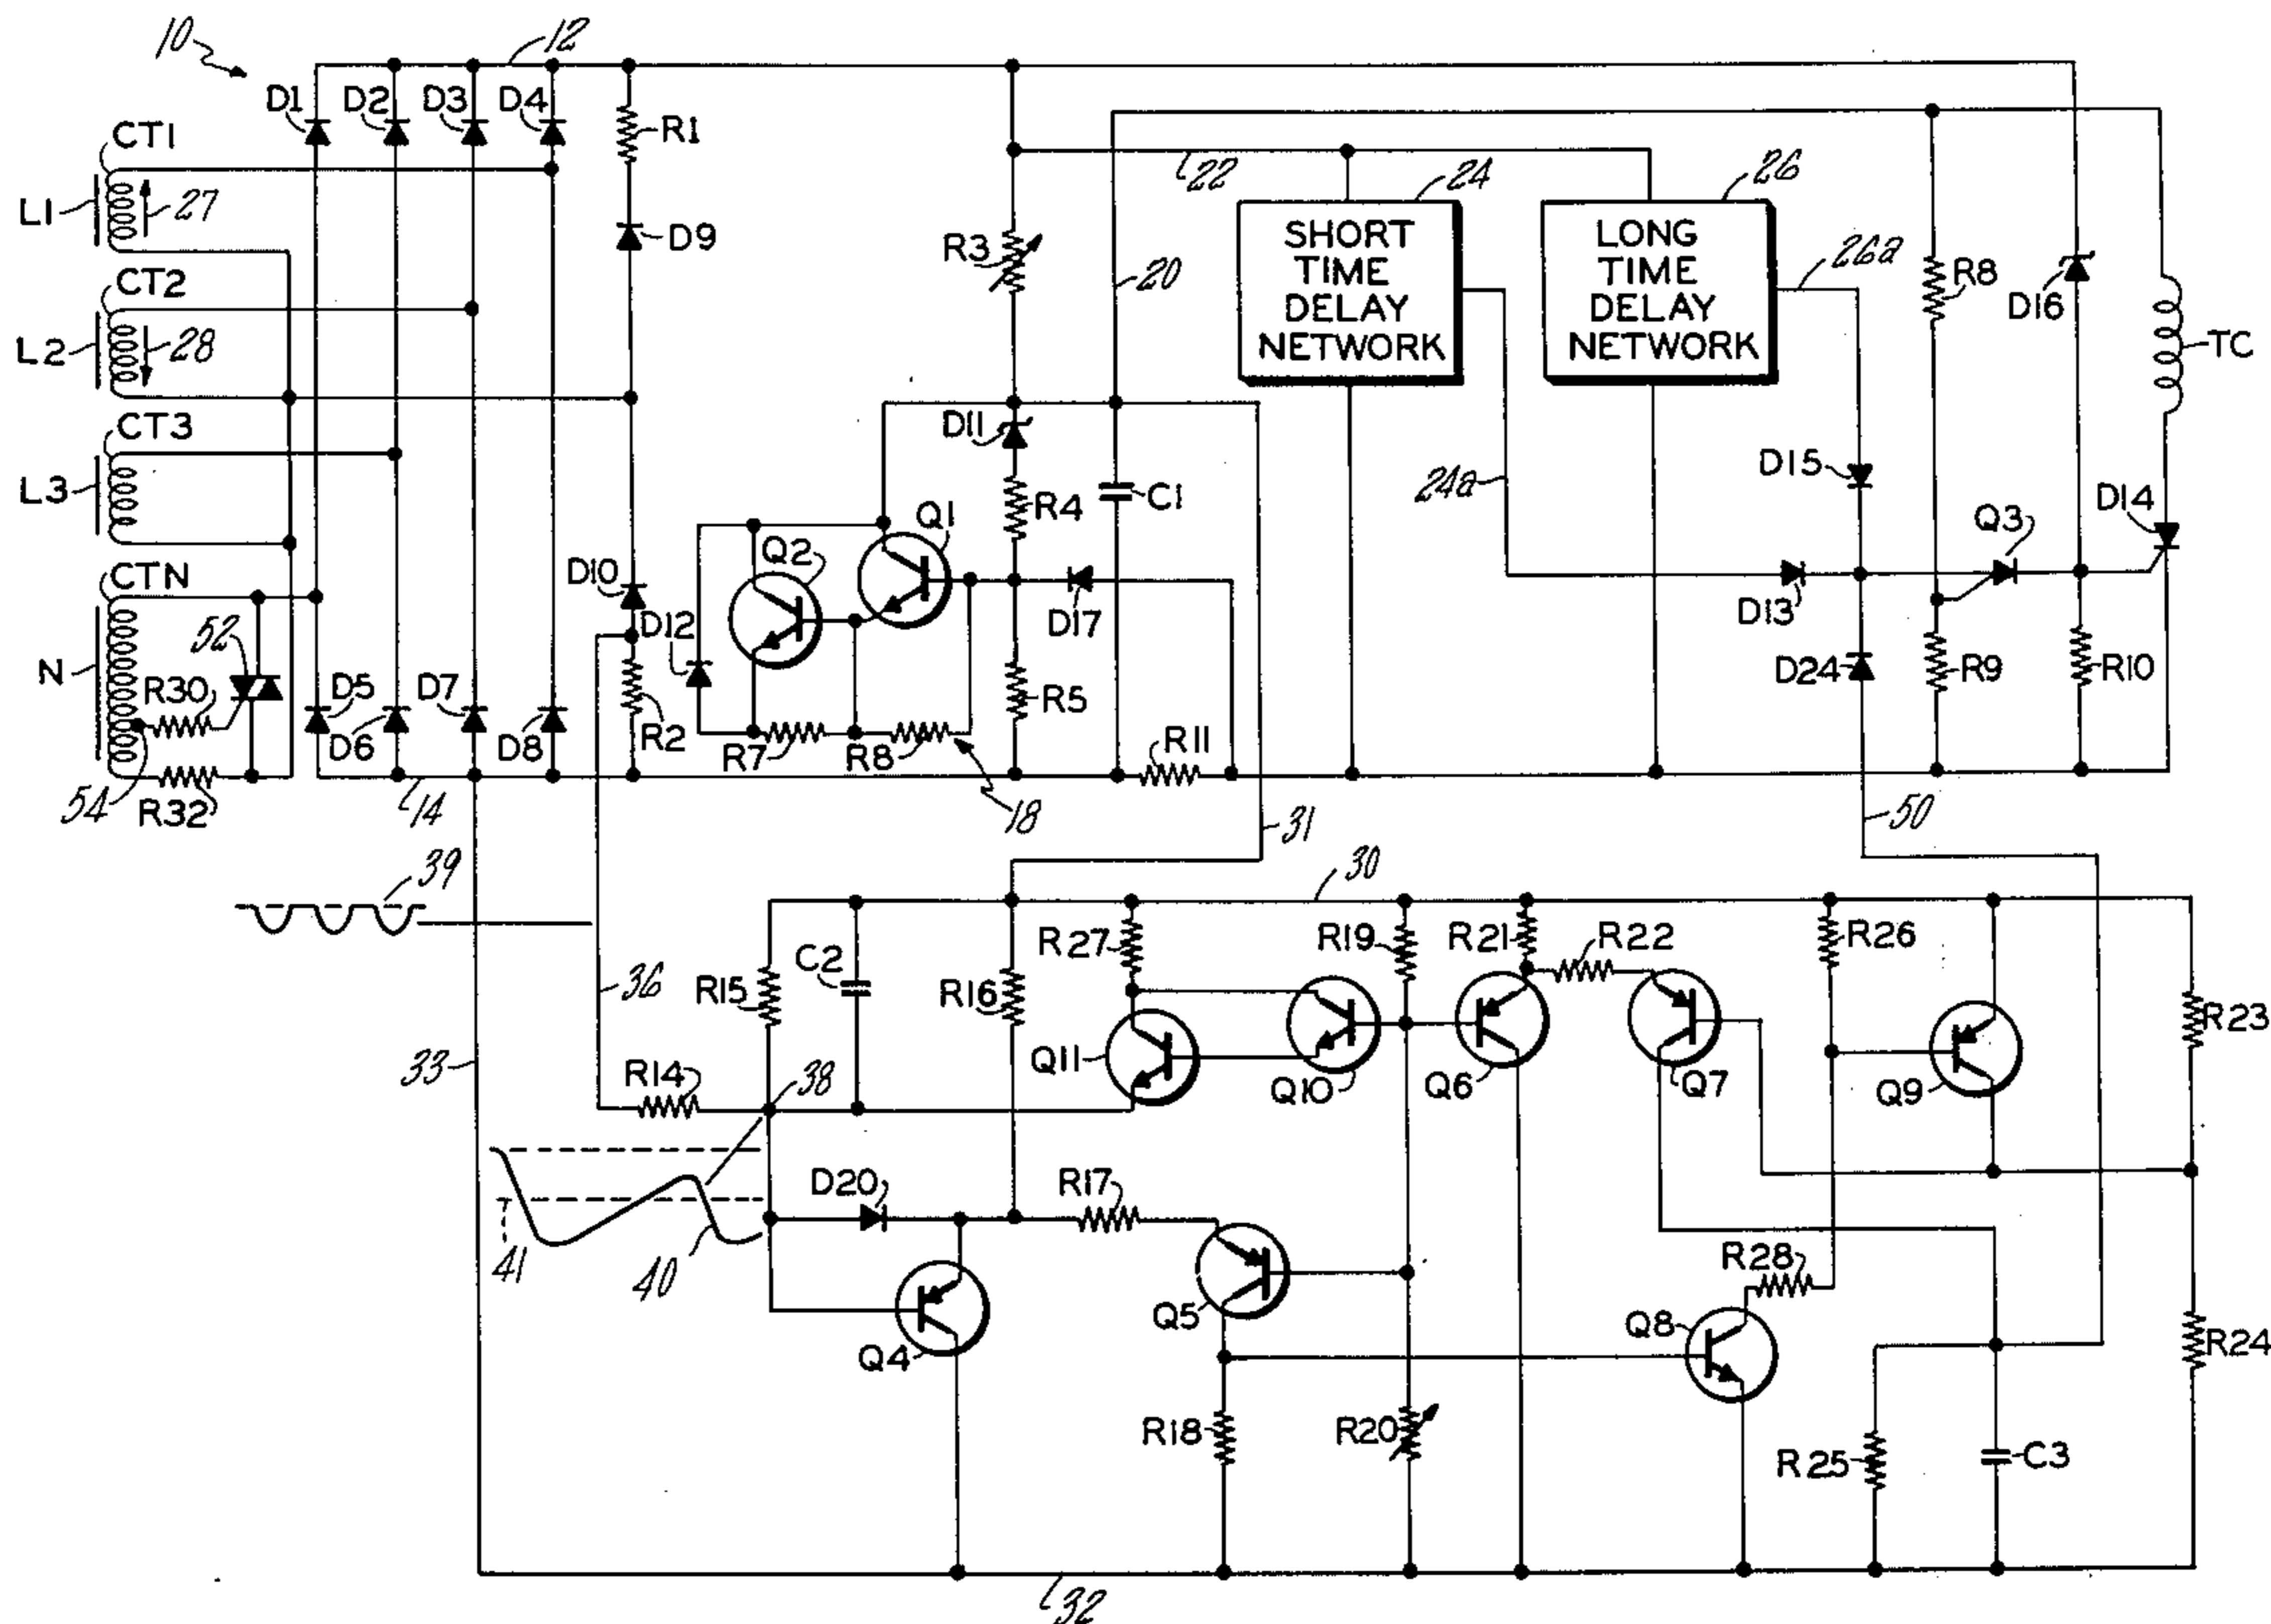 10
12
D1
D2
D3
D4
R1
CT1
L1
27
D9
22
24
26
SHORT
TIME
DELAY
NETWORK
LONG
TIME
DELAY
NETWORK
26a
R3
20
R8
D16
TC
CT2
L2
28
CT3
L3
D11
R4
C1
24a
D15
D14
Q3
Q1
Q2
D10
D12
D17
D13
CTN
N
52
R30
D5
D6
D7
D8
R2
R5
D24
R9
R10
R7
R8
R11
54
R32
14
18
31
50
39
30
R27
R19
R21
R22
R26
C2
R15
36
R16
R23
33
R14
38
Q11
Q10
Q6
Q7
Q9
D20
R17
41
40
R28
Q5
Q8
Q4
R24
R18
R20
R25
C3
32